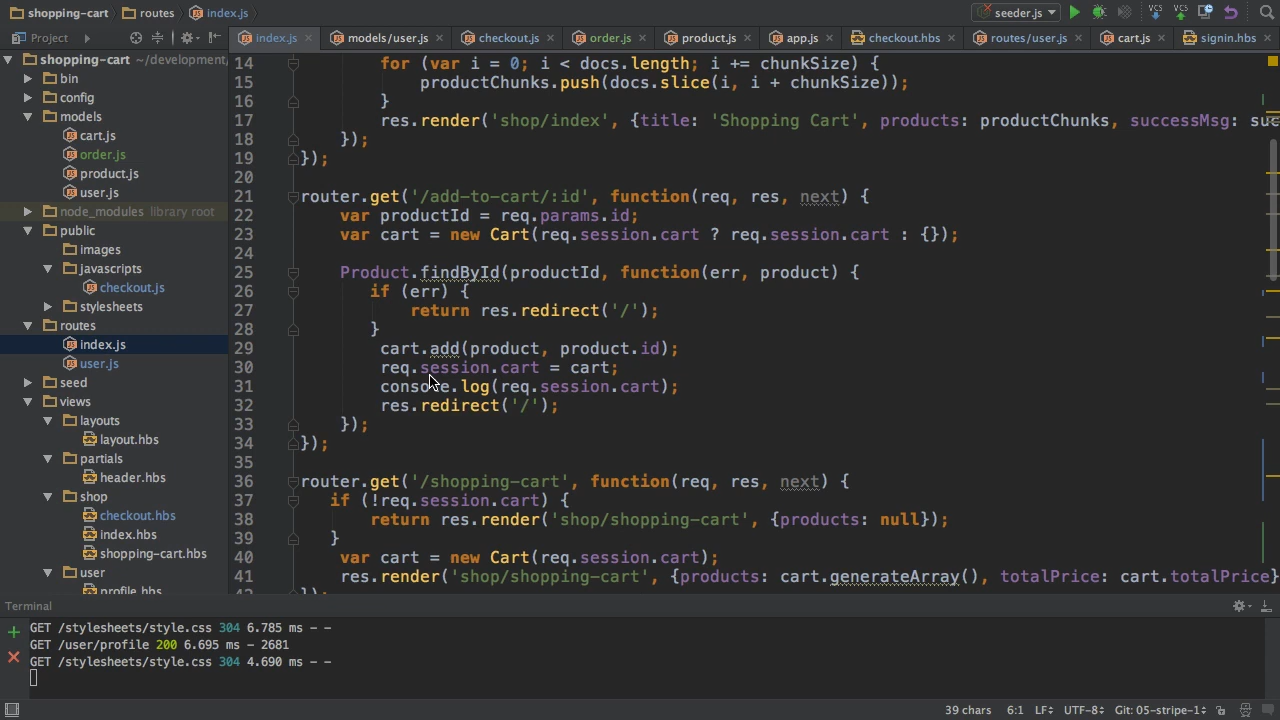 shopping-cart routes index.js seeder.js VCS VCS
Project index.js models/user.js checkout.js order.js product.js app.js checkout.hbs routes/user.js cart.js signin.hbs
shopping-cart ~/development/
bin
config
models
cart.js
order.js
product.js
user.js
node_modules library root
public
images
javascripts
checkout.js
stylesheets
routes
index.js
user.js
seed
views
layouts
layout.hbs
partials
header.hbs
shop
checkout.hbs
index.hbs
shopping-cart.hbs
user
profile.hbs
14 for (var i = 0; i < docs.length; i += chunkSize) {
15 productChunks.push(docs.slice(i, i + chunkSize));
16 }
17 res.render('shop/index', {title: 'Shopping Cart', products: productChunks, successMsg: suc
18 });
19 });
20
21 router.get('/add-to-cart/:id', function(req, res, next) {
22 var productId = req.params.id;
23 var cart = new Cart(req.session.cart ? req.session.cart : {});
24
25 Product.findById(productId, function(err, product) {
26 if (err) {
27 return res.redirect('/');
28 }
29 cart.add(product, product.id);
30 req.session.cart = cart;
31 console.log(req.session.cart);
32 res.redirect('/');
33 });
34 });
35
36 router.get('/shopping-cart', function(req, res, next) {
37 if (!req.session.cart) {
38 return res.render('shop/shopping-cart', {products: null});
39 }
40 var cart = new Cart(req.session.cart);
41 res.render('shop/shopping-cart', {products: cart.generateArray(), totalPrice: cart.totalPrice}
42 });
Terminal
GET /stylesheets/style.css 304 6.785 ms - -
GET /user/profile 200 6.695 ms - 2681
GET /stylesheets/style.css 304 4.690 ms - -
39 chars 6:1 LF UTF-8 Git: 05-stripe-1